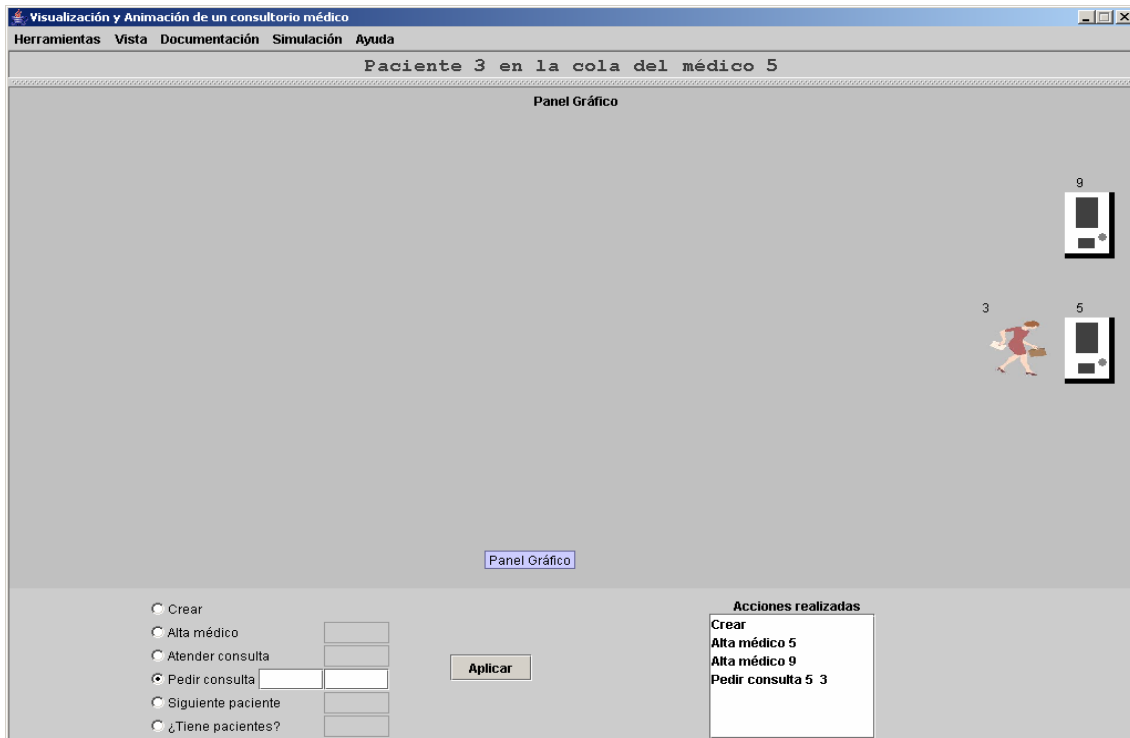 Visualización y Animación de un consultorio médico
Herramientas Vista Documentación Simulación Ayuda
Paciente 3 en la cola del médico 5
Panel Gráfico
9
3 5
Panel Gráfico
Crear
Alta médico
Atender consulta
Pedir consulta
Siguiente paciente
¿Tiene pacientes?
Aplicar
Acciones realizadas
Crear
Alta médico 5
Alta médico 9
Pedir consulta 5 3